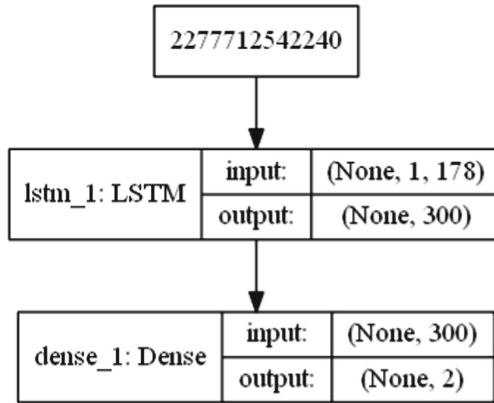 2277712542240
lstm_1: LSTM
input: (None, 1, 178)
output: (None, 300)
dense_1: Dense
input: (None, 300)
output: (None, 2)